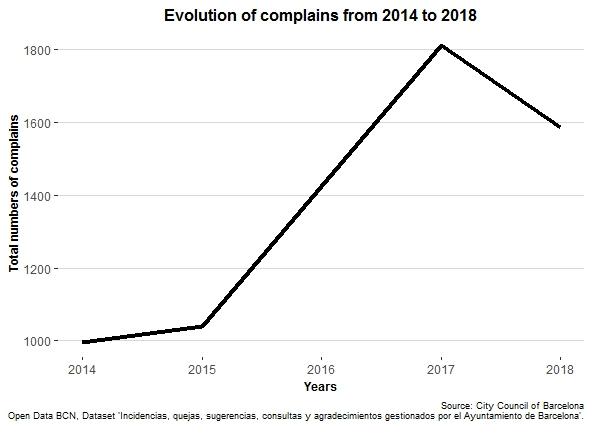 Evolution of complains from 2014 to 2018
Total numbers of complains
1800
1600
1400
1200
1000
2014 2015 2016 2017 2018
Years
Source: City Council of Barcelona
Open Data BCN, Dataset 'Incidencias, quejas, sugerencias, consultas y agradecimientos gestionados por el Ayuntamiento de Barcelona'.